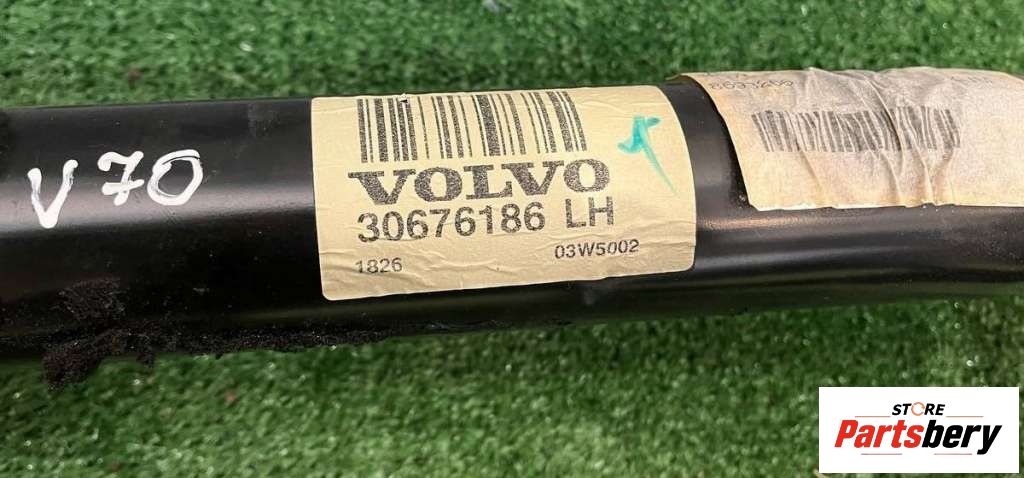 V70
VOLVO
30676186 LH
1826 03W5002
STORE
Partsbery